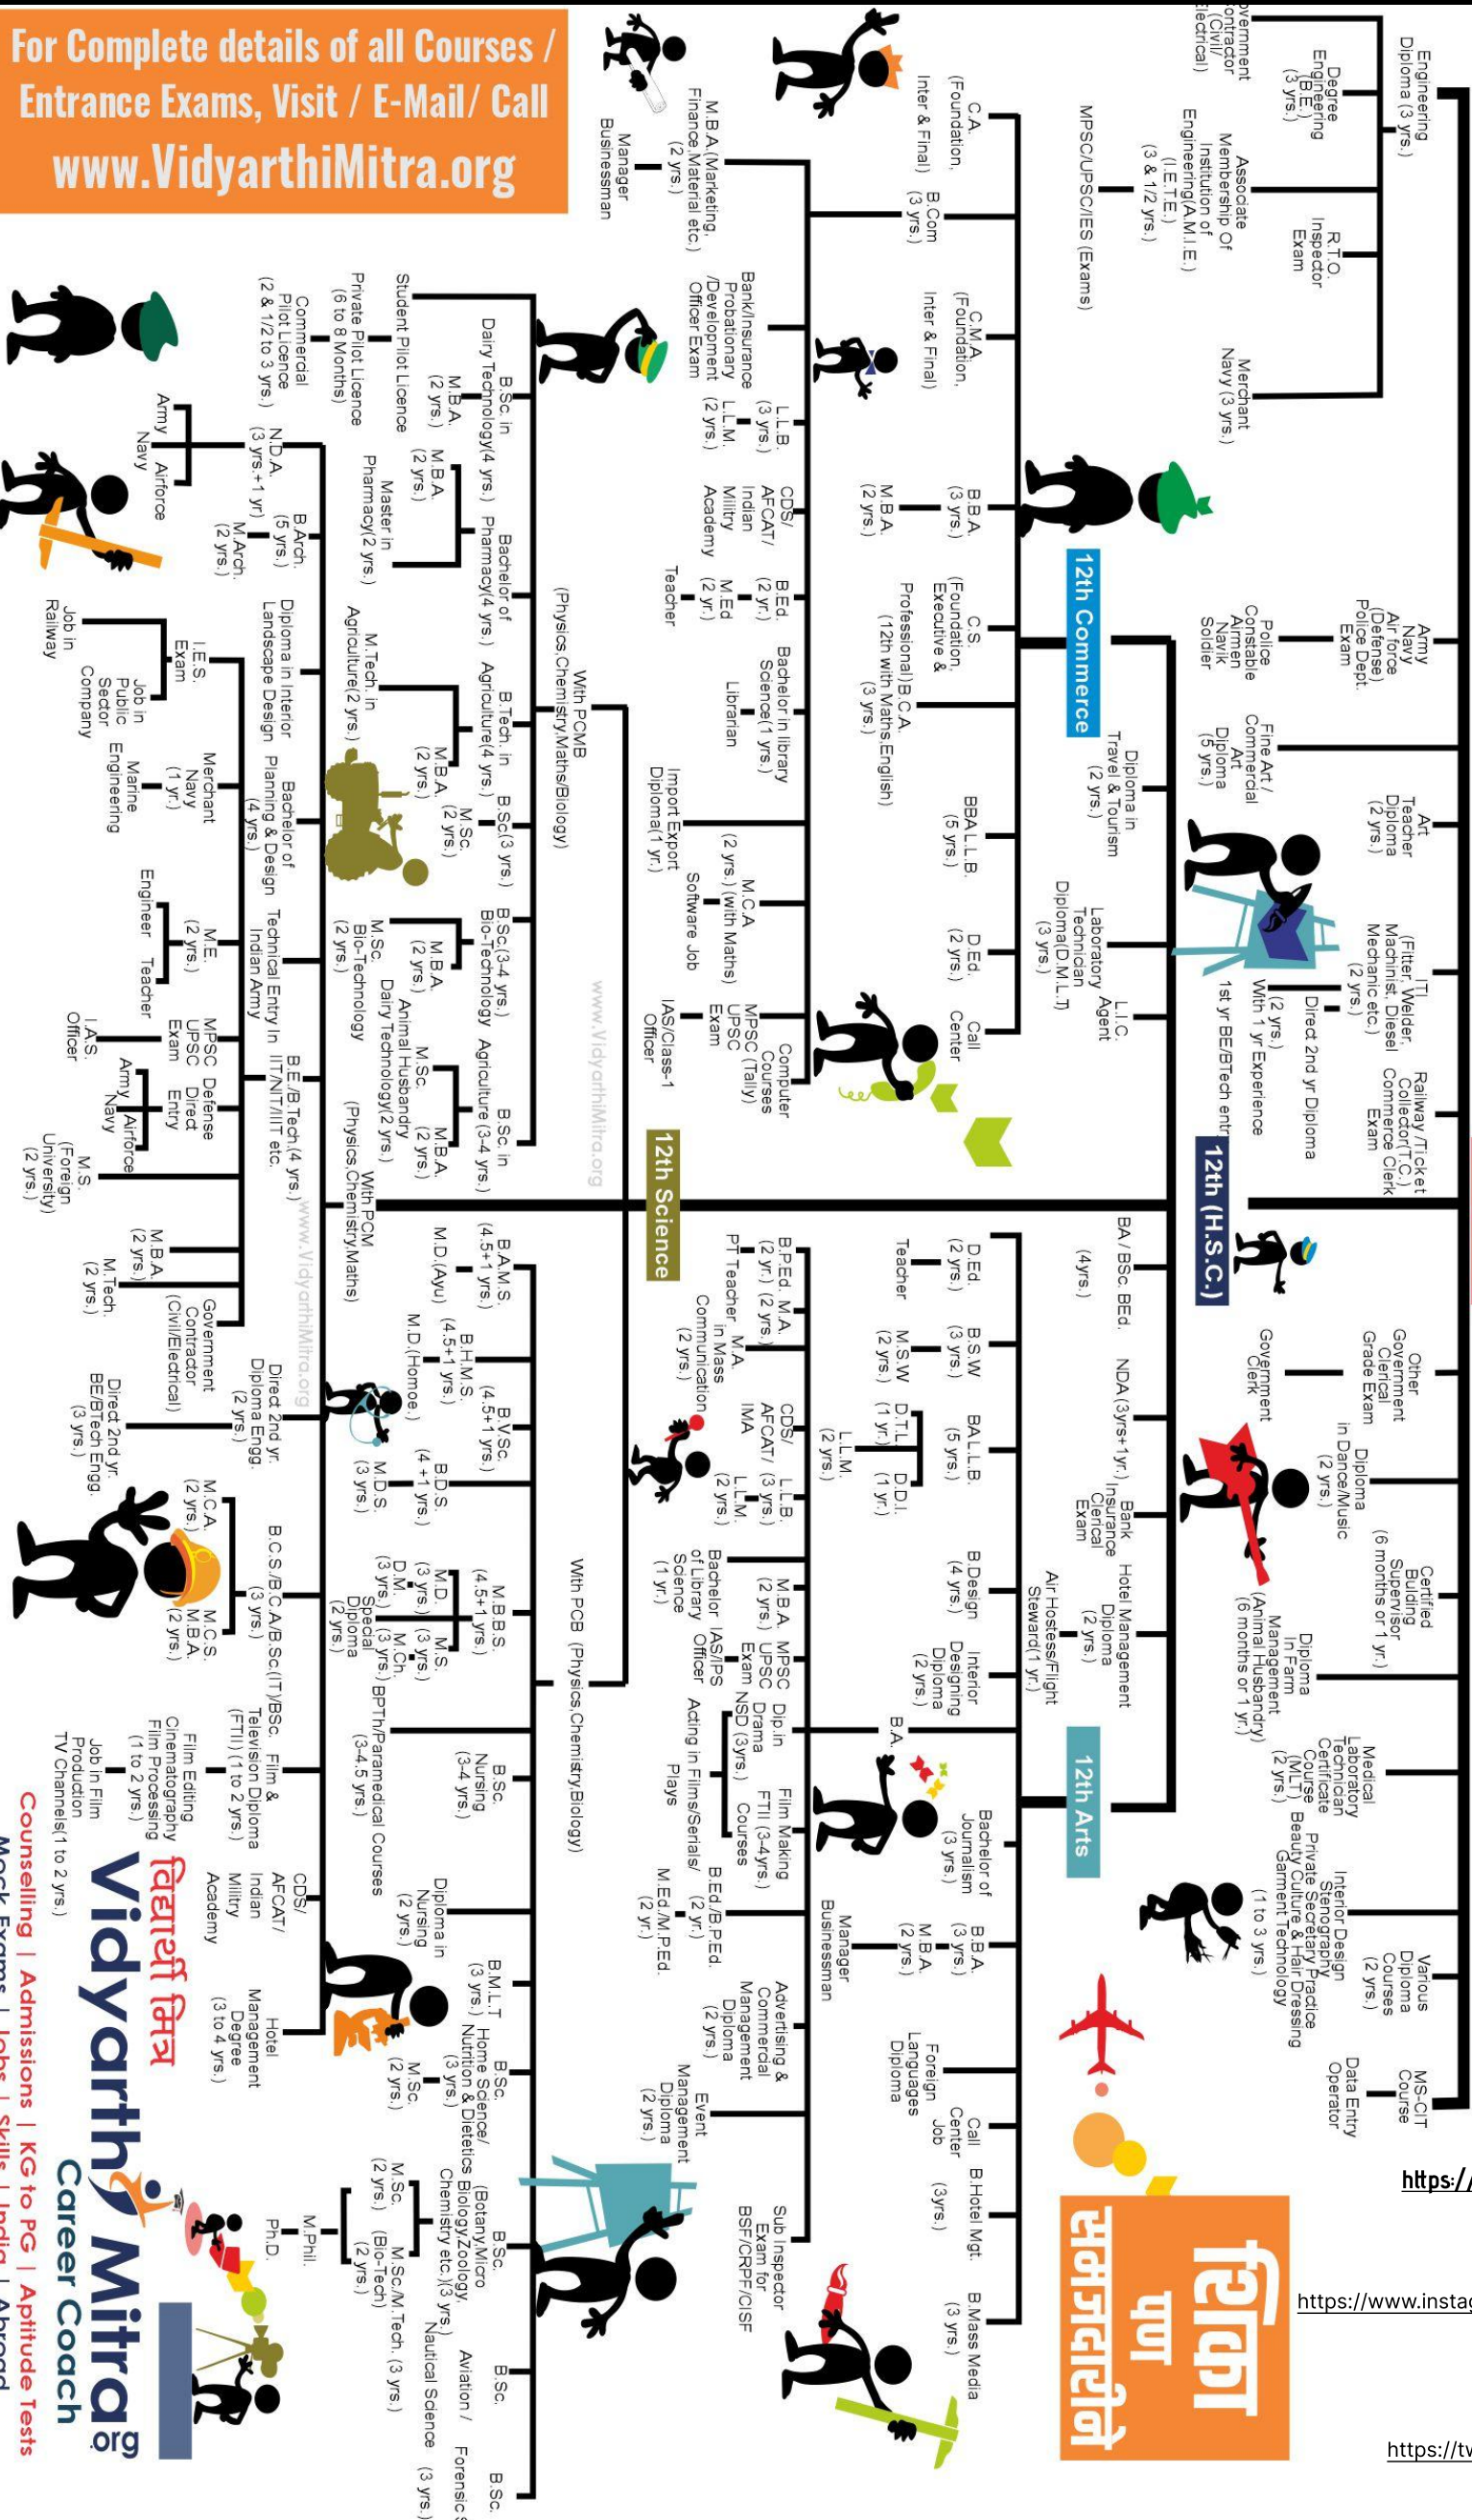 For Complete details of all Courses /
Entrance Exams, Visit / E-Mail/ Call
www.VidyarthiMitra.org
Engineering
Diploma (3 yrs.)
Degree
Engineering
(B.E.)
(3 yrs.)
Associate
Membership Of
Institution of
Engineering(A.M.I.E.)
(I.E.T.E.)
(3 & 1/2 yrs.)
MPSC/UPSC/IES (Exams)
R.T.O.
Inspector
Exam
Merchant
Navy (3 yrs.)
Army
Navy
Air force
(Defense)
Police Dept.
Exam
Police
Constable
Airmen
Navik
Soldier
Fine Art /
Commercial
Art
Diploma
(5 yrs.)
Art
Teacher
Diploma
(2 yrs.)
ITI
(Fitter, Welder,
Machinist, Diesel
Mechanic etc.)
(2 yrs.)
Direct 2nd yr Diploma
(2 yrs.)
With 1 yr Experience
1st yr BE/BTech entr
Railway /Ticket
Collector(T.C.)
Commerce Clerk
Exam
12th (H.S.C.)
Other
Government
Clerical
Grade Exam
Government
Clerk
Diploma
in Dance/Music
(2 yrs.)
Certified
Building
Supervisor
(6 months or 1 yr.)
Diploma
In Farm
Management
(Animal Husbandry)
(6 months or 1 yr.)
Medical
Laboratory
Technician
Certificate
Course
(MLT)
(2 yrs.)
Interior Design
Stenography
Private Secretary Practice
Beauty Culture & Hair Dressing
Garment Technology
(1 to 3 yrs.)
Various
Diploma
Courses
(2 yrs.)
MS-CIT
Course
Data Entry
Operator
https:/
https://www.insta
https://tw
12th Commerce
Diploma in
Travel & Tourism
(2 yrs.)
Laboratory
Technician
Diploma(D.M.L.T)
(3 yrs.)
L.I.C.
Agent
BA / BSc. BEd.
(4yrs.)
NDA (3yrs+1yr.)
Bank
Insurance
Clerical
Exam
Hotel Management
Diploma
(2 yrs.)
Air Hostess/Flight
Steward(1 yr.)
12th Arts
C.A.
(Foundation,
Inter & Final)
B.Com
(3 yrs.)
F.C.M.A.
(Foundation,
Inter & Final)
B.B.A.
(3 yrs.)
M.B.A.
(2 yrs.)
C.S.
(Foundation,
Executive &
Professional)
B.C.A.
(12th with Maths,English)
(3 yrs.)
BBA L.L.B.
(5 yrs.)
D.Ed.
(2 yrs.)
Call
Center
M.B.A.(Marketing,
Finance,Material etc.)
(2 yrs.)
Manager
Businessman
Bank/Insurance
Probationary
/Development
Officer Exam
L.L.B.
(3 yrs.)
L.L.M.
(2 yrs.)
CDS/
AFCAT/
Indian
Militry
Academy
B.Ed.
(2 yr.)
M.Ed
(2 yr.)
Teacher
Bachelor in library
Science(1 yrs.)
Librarian
Import Export
Diploma(1 yr.)
M.C.A
(2 yrs.) (with Maths)
Software Job
MPSC
UPSC
Exam
IAS/Class-1
Officer
Computer
Courses
(Tally)
D.Ed.
(2 yrs.)
Teacher
B.S.W
(3 yrs.)
M.S.W
(2 yrs.)
BA L.L.B.
(5 yrs.)
D.T.L.
(1 yr.)
D.D.I.
(1 yr.)
L.L.M.
(2 yrs.)
B.Design
(4 yrs.)
Interior
Designing
Diploma
(2 yrs.)
B.A.
Bachelor of
Journalism
(3 yrs.)
B.B.A.
(3 yrs.)
M.B.A.
(2 yrs.)
Manager
Businessman
Foreign
Languages
Diploma
Call
Center
Job
B.Hotel Mgt.
(3yrs.)
B.Mass Media
(3 yrs.)
B.P.Ed.
(2 yr.)
PT Teacher
M.A.
(2 yrs.)
M.A.
in Mass
Communication
(2 yrs.)
CDS/
AFCAT/
IMA
L.L.B.
(3 yrs.)
L.L.M.
(2 yrs.)
Bachelor
of Library
Science
(1 yr.)
M.B.A.
(2 yrs.)
MPSC
UPSC
Exam
IAS/IPS
Officer
Dip.in
Drama
NSD (3yrs.)
Film Making
FTII (3-4yrs.)
Courses
Acting in Films/Serials/
Plays
B.Ed./B.P.Ed.
(2 yr.)
M.Ed./M.P.Ed.
(2 yr.)
Advertising &
Commercial
Management
Diploma
(2 yrs.)
Event
Management
Diploma
(2 yrs.)
Sub Inspector
Exam for
BSF/CRPF/CISF
12th Science
www.VidyarthiMitra.org
With PCMB
(Physics,Chemistry,Maths/Biology)
Student Pilot Licence
Private Pilot Licence
(6 to 8 Months)
Commercial
Pilot Licence
(2 & 1/2 to 3 yrs.)
B.Sc. in
Dairy Technology(4 yrs.)
M.B.A.
(2 yrs.)
Bachelor of
Pharmacy(4 yrs.)
M.B.A.
(2 yrs.)
Master in
Pharmacy(2 yrs.)
B.Tech. in
Agriculture(4 yrs.)
M.Tech. in
Agriculture(2 yrs.)
M.B.A.
(2 yrs.)
B.Sc(3 yrs.)
M.Sc.
(2 yrs.)
B.Sc.(3-4 yrs.)
Bio-Technology
M.Sc.
Bio-Technology
(2 yrs.)
M.B.A.
(2 yrs.)
B.Sc. in
Agriculture (3-4 yrs.)
M.Sc.
Animal Husbandry
Dairy Technology(2 yrs.)
M.B.A.
(2 yrs.)
With PCB (Physics,Chemistry,Biology)
B.A.M.S.
(4.5+1 yrs.)
M.D.(Ayu)
B.H.M.S.
(4.5+1 yrs.)
M.D.(Homoe.)
B.V.Sc.
(4.5+1yrs.)
B.D.S.
(4 +1 yrs.)
M.D.S.
(3 yrs.)
M.B.B.S.
(4.5+1 yrs.)
M.D.
(3 yrs.)
M.S.
(3 yrs.)
D.M.
(3 yrs.)
M.Ch.
(3 yrs.)
Special
Diploma
(2 yrs.)
BPTh/Paramedical Courses
(3-4.5 yrs.)
B.Sc.
Nursing
(3-4 yrs.)
Diploma in
Nursing
(2 yrs.)
B.M.L.T
(3 yrs.)
B.Sc.
Home Science/
Nutrition & Dietetics
(3 yrs.)
M.Sc.
(2 yrs.)
B.Sc.
(Botany,Micro
Biology,Zoology,
Chemistry etc.)(3 yrs.)
M.Sc.
(2 yrs.)
M.Sc./M.Tech. (3 yrs.)
(Bio-Tech)
(2 yrs.)
M.Phil.
Ph.D.
B.Sc.
Aviation /
Nautical Science
B.Sc.
Forensic
(3 yrs.)
With PCM
(Physics,Chemistry,Maths)
www.VidyarthiMitra.org
N.D.A.
(3 yrs.+1 yr)
Army
Airforce
Navy
B.Arch.
(5 yrs.)
M.Arch.
(2 yrs.)
Diploma in Interior
Landscape Design
Bachelor of
Planning & Design
(4 yrs.)
Technical Entry In
Indian Army
B.E./B.Tech.(4 yrs.)
IIT/NIT/IIIT etc.
I.E.S.
Exam
Job in
Railway
Job in
Public
Sector
Company
Merchant
Navy
(1 yr.)
Marine
Engineering
M.E.
(2 yrs.)
Engineer
Teacher
MPSC
UPSC
Exam
I.A.S.
Officer
Defense
Direct
Entry
Army
Airforce
Navy
M.S.
(Foreign
University)
(2 yrs.)
M.B.A.
(2 yrs.)
M.Tech.
(2 yrs.)
Government
Contractor
(Civil/Electrical)
Direct 2nd yr.
Diploma Engg.
(2 yrs.)
Direct 2nd yr.
BE/BTech Engg.
(3 yrs.)
B.C.S./B.C.A/B.Sc(IT)/BSc.
(3 yrs.)
M.C.A.
(2 yrs.)
M.C.S.
M.B.A.
(2 yrs.)
Film &
Television Diploma
(FTII) (1 to 2 yrs.)
Film Editing
Cinematography
Film Processing
(1 to 2 yrs.)
Job in Film
Production
TV Channels(1 to 2 yrs.)
CDS/
AFCAT/
Indian
Militry
Academy
Hotel
Management
Degree
(3 to 4 yrs.)
शिका
पण
समजदारीने
विद्यार्थी मित्र
Vidyarthi Mitra.org
Career Coach
Counselling | Admissions | KG to PG | Aptitude Tests
Mock Exams | Jobs | Skills | India | Abroad